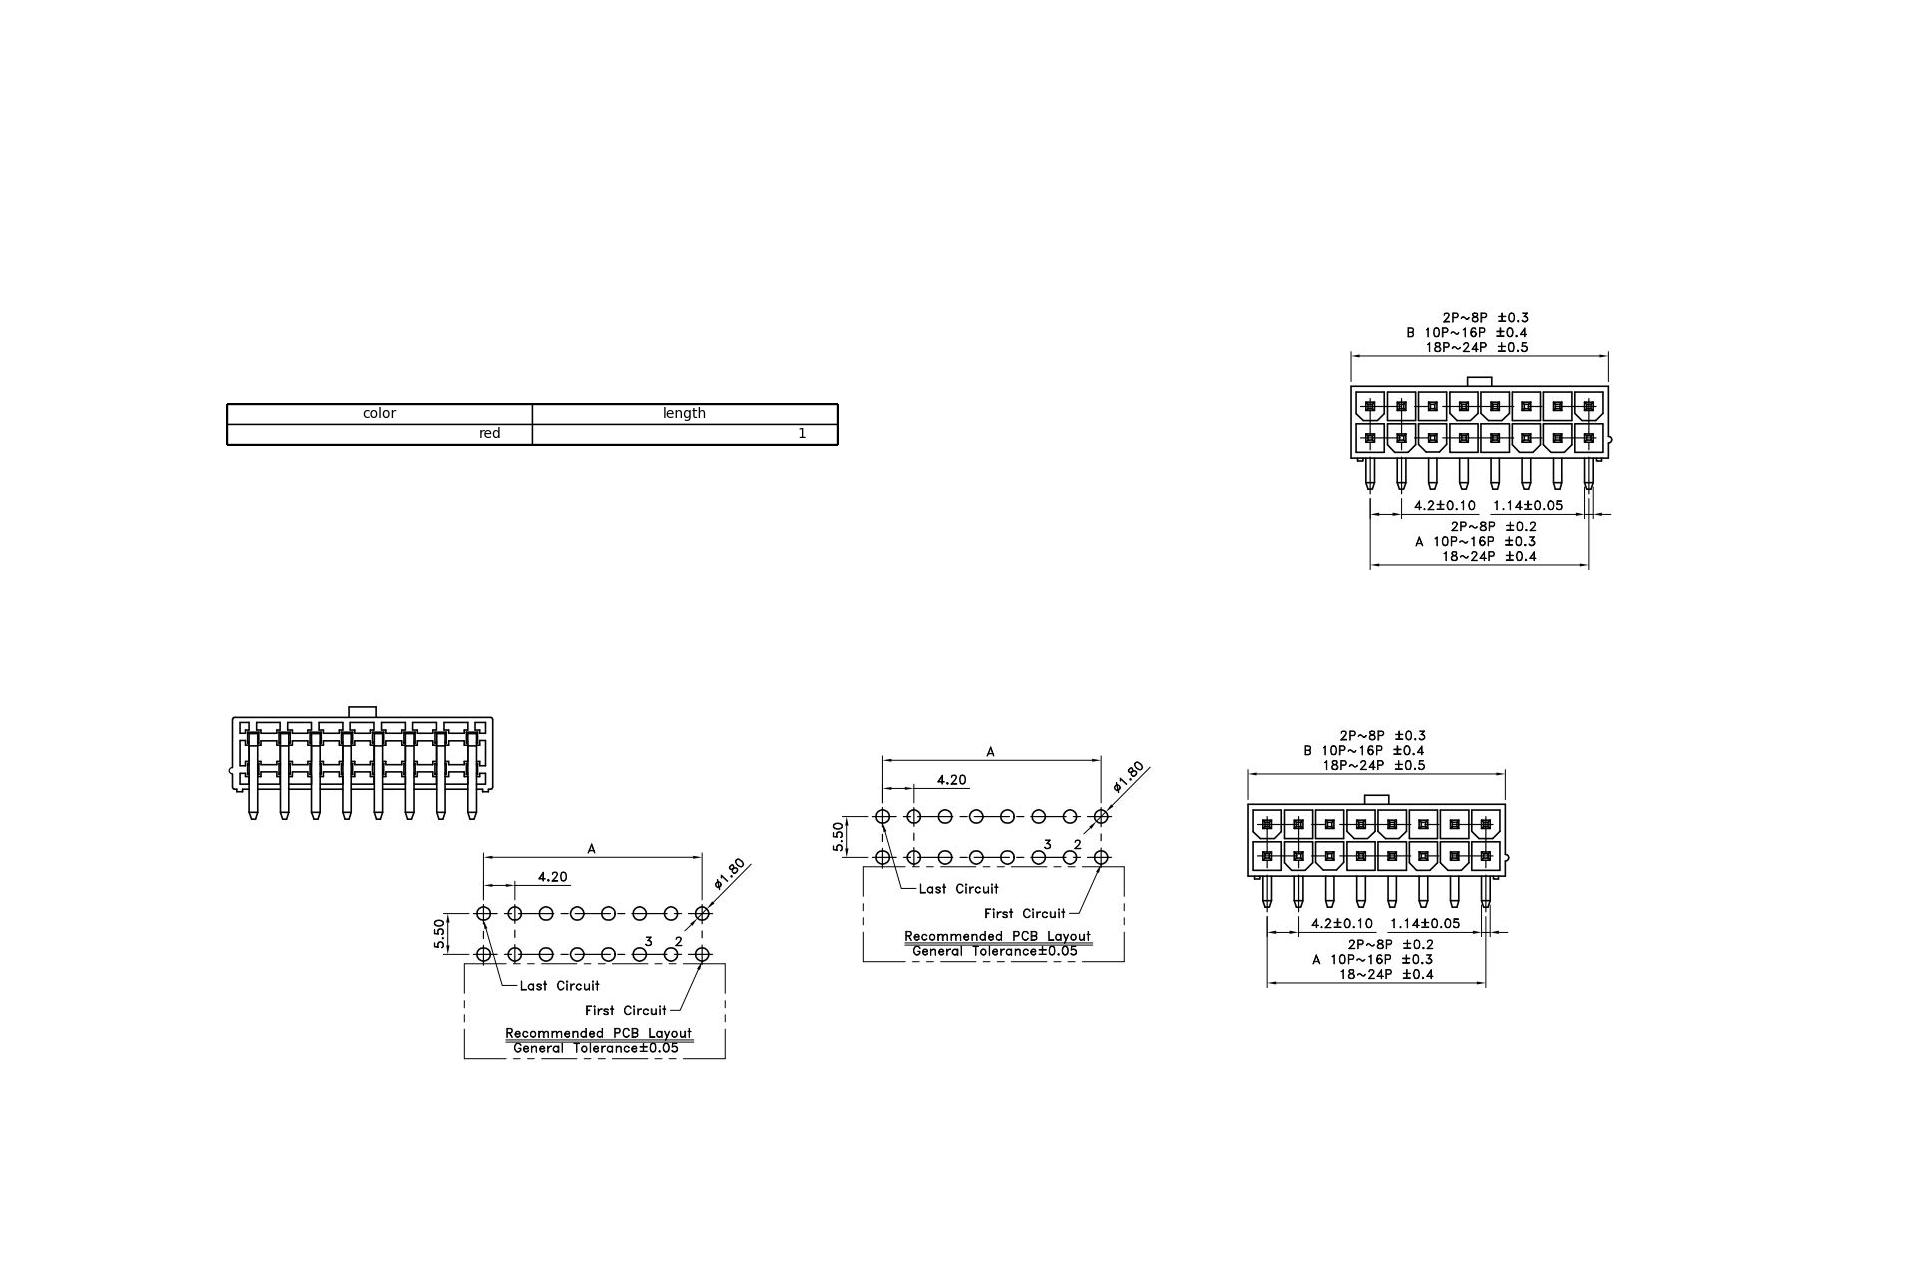 2P~8P ±0.3
B 10P~16P ±0.4
18P~24P ±0.5
color length
red 1
4.2±0.10 1.14±0.05
2P~8P ±0.2
A 10P~16P ±0.3
18~24P ±0.4
A
4.20
ø1.80
5.50
3 2
Last Circuit
First Circuit
Recommended PCB Layout
General Tolerance±0.05
2P~8P ±0.3
B 10P~16P ±0.4
18P~24P ±0.5
4.2±0.10 1.14±0.05
2P~8P ±0.2
A 10P~16P ±0.3
18~24P ±0.4
A
4.20
ø1.80
5.50
3 2
Last Circuit
First Circuit
Recommended PCB Layout
General Tolerance±0.05